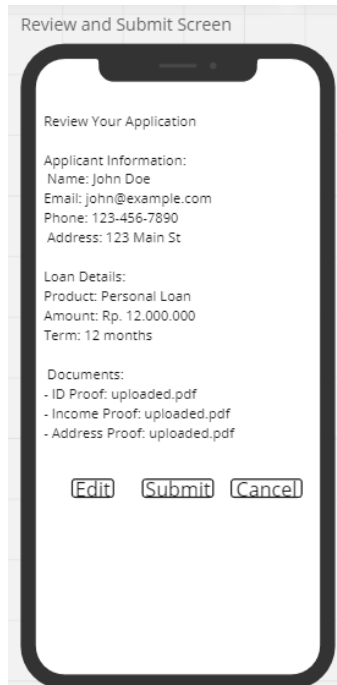 Review and Submit Screen
Review Your Application
Applicant Information:
Name: John Doe
Email: john@example.com
Phone: 123-456-7890
Address: 123 Main St
Loan Details:
Product: Personal Loan
Amount: Rp. 12.000.000
Term: 12 months
Documents:
- ID Proof: uploaded.pdf
- Income Proof: uploaded.pdf
- Address Proof: uploaded.pdf
Edit Submit Cancel